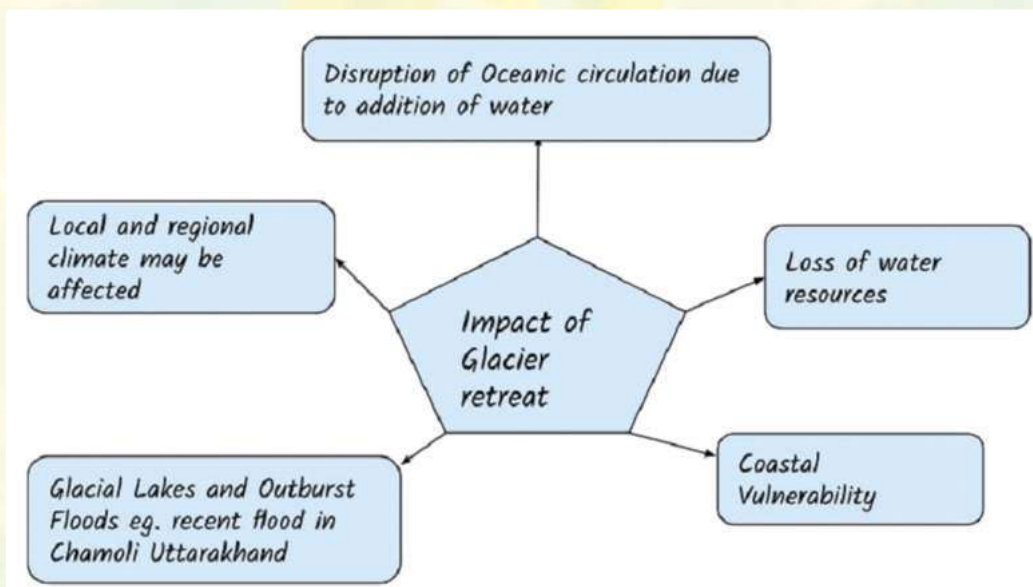 Disruption of Oceanic circulation due
to addition of water
Local and regional
climate may be
affected
Loss of water
resources
Impact of
Glacier
retreat
Glacial Lakes and Outburst
Floods eg. recent flood in
Chamoli Uttarakhand
Coastal
Vulnerability